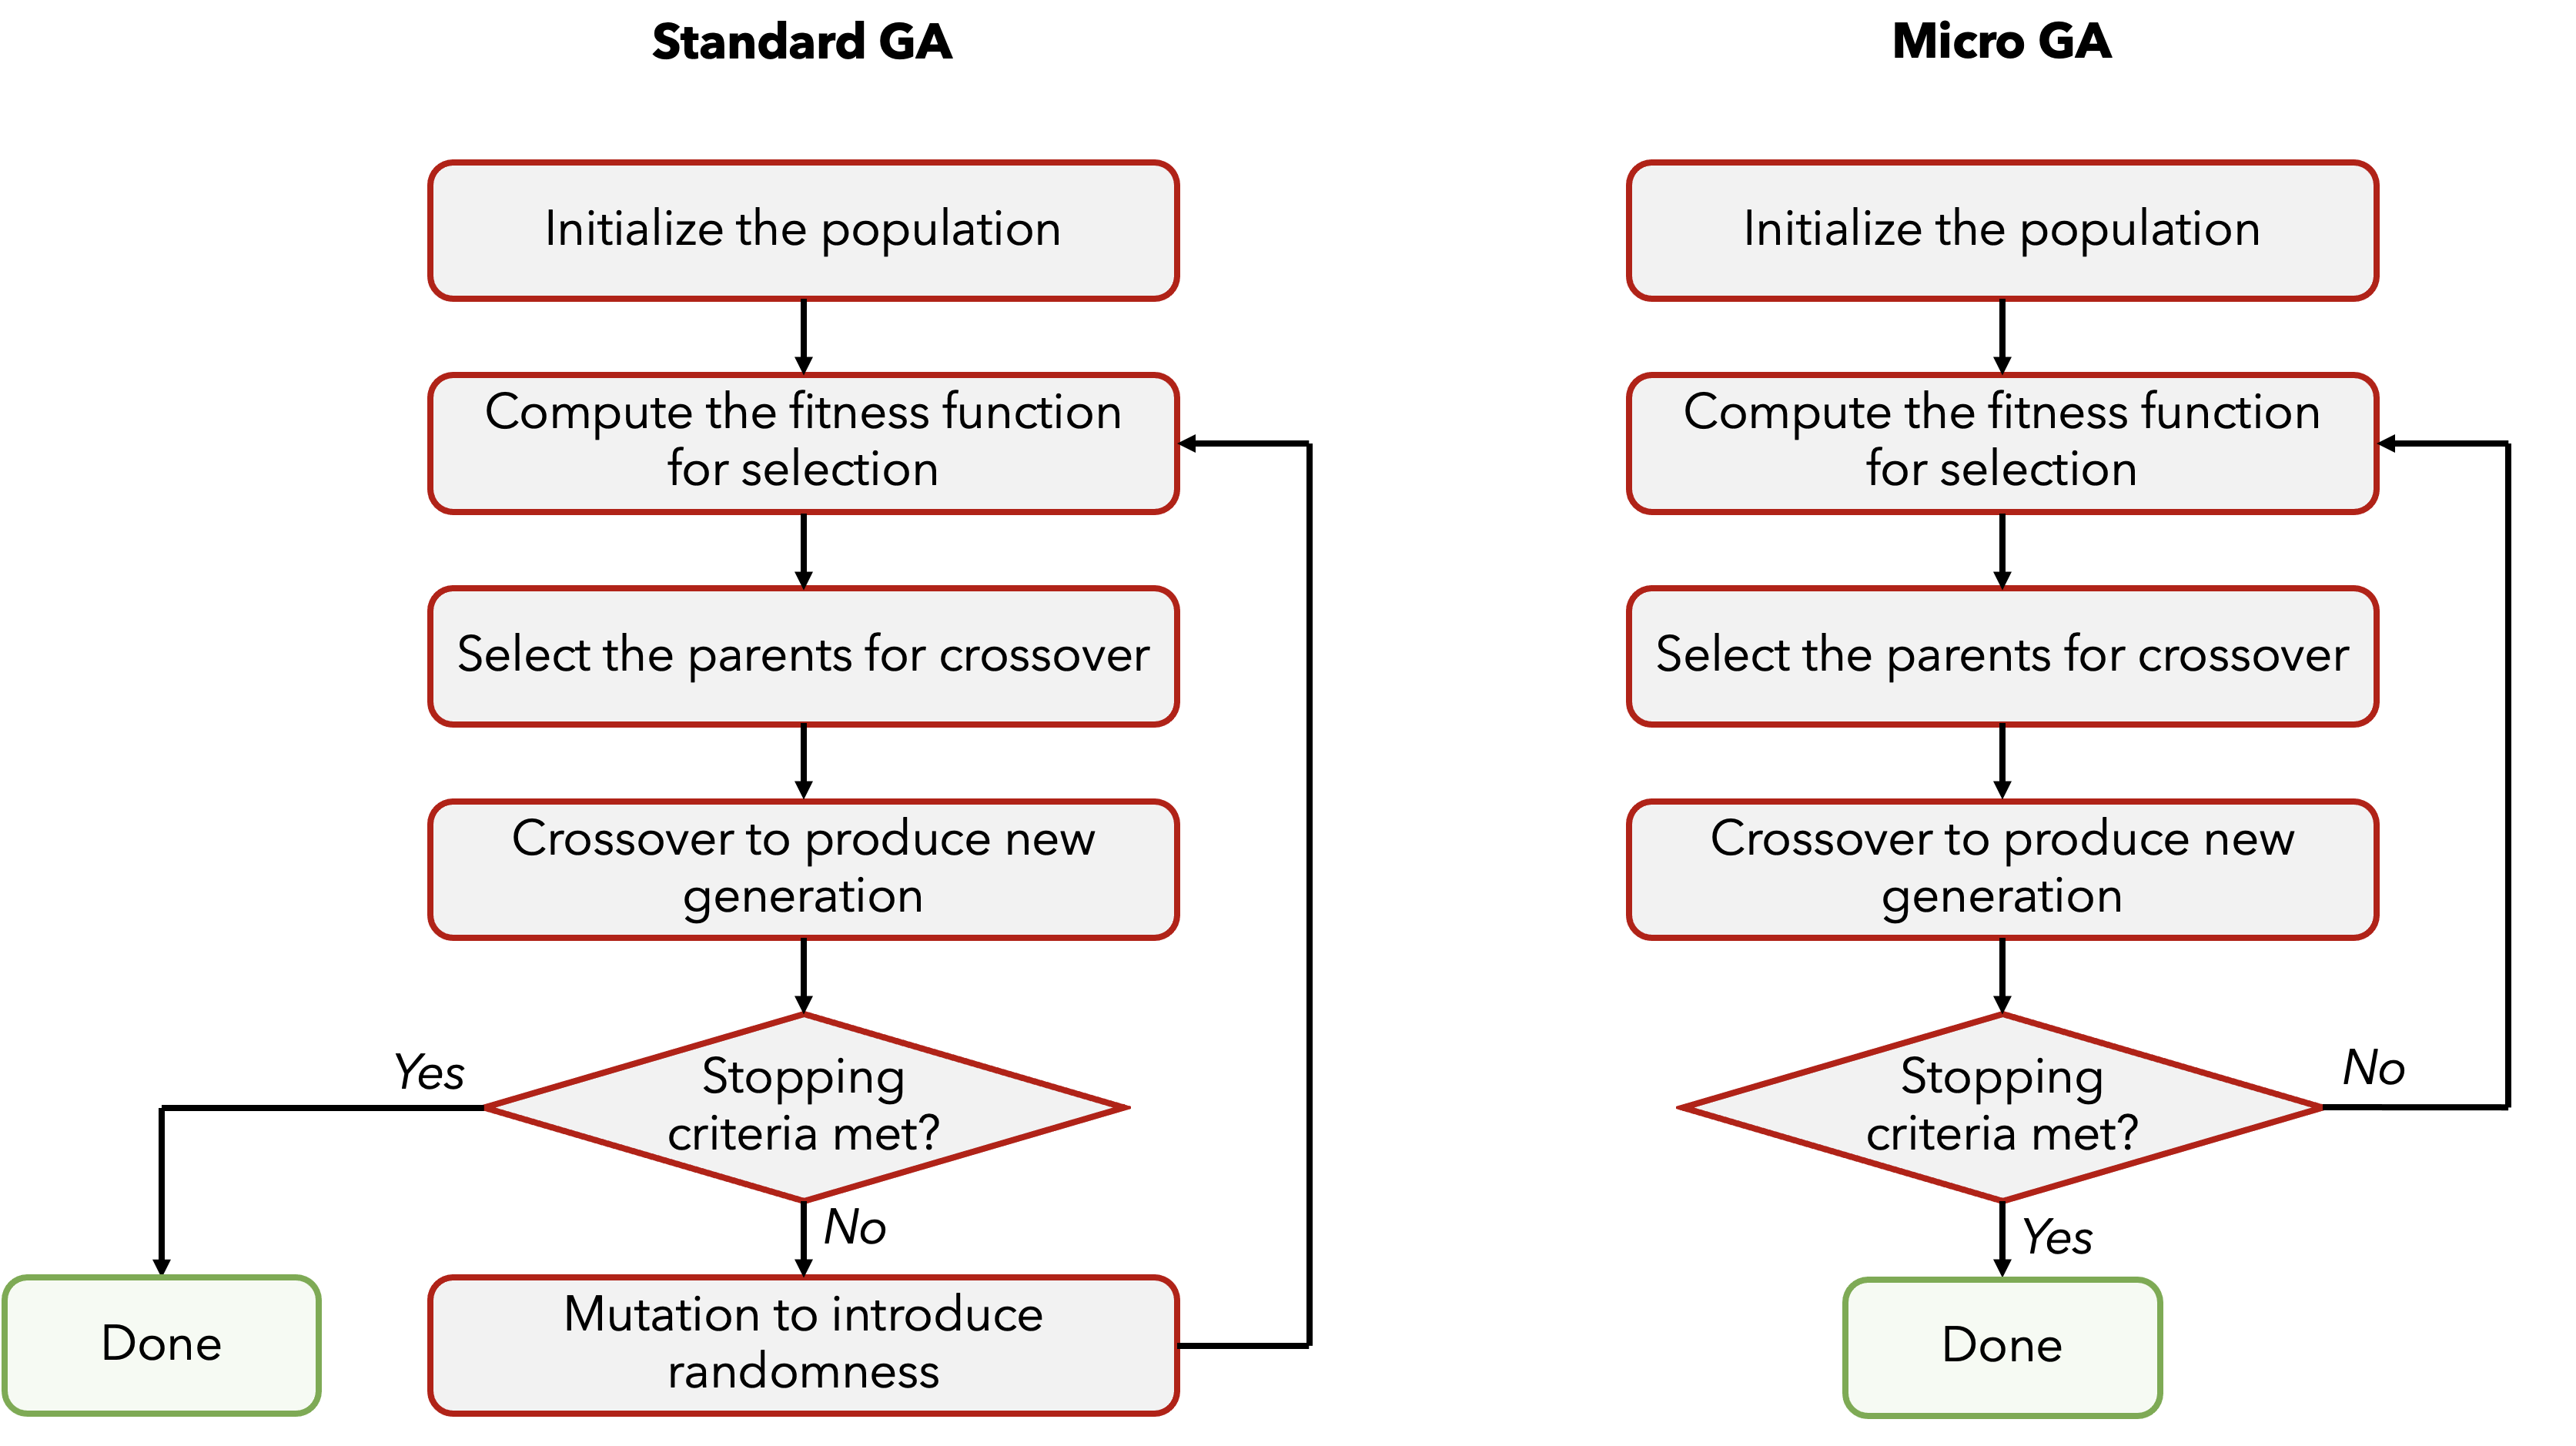 Standard GA
Initialize the population
Compute the fitness function
for selection
Select the parents for crossover
Crossover to produce new
generation
Stopping
criteria met?
Yes
No
Done
Mutation to introduce
randomness
Micro GA
Initialize the population
Compute the fitness function
for selection
Select the parents for crossover
Crossover to produce new
generation
Stopping
criteria met?
No
Yes
Done